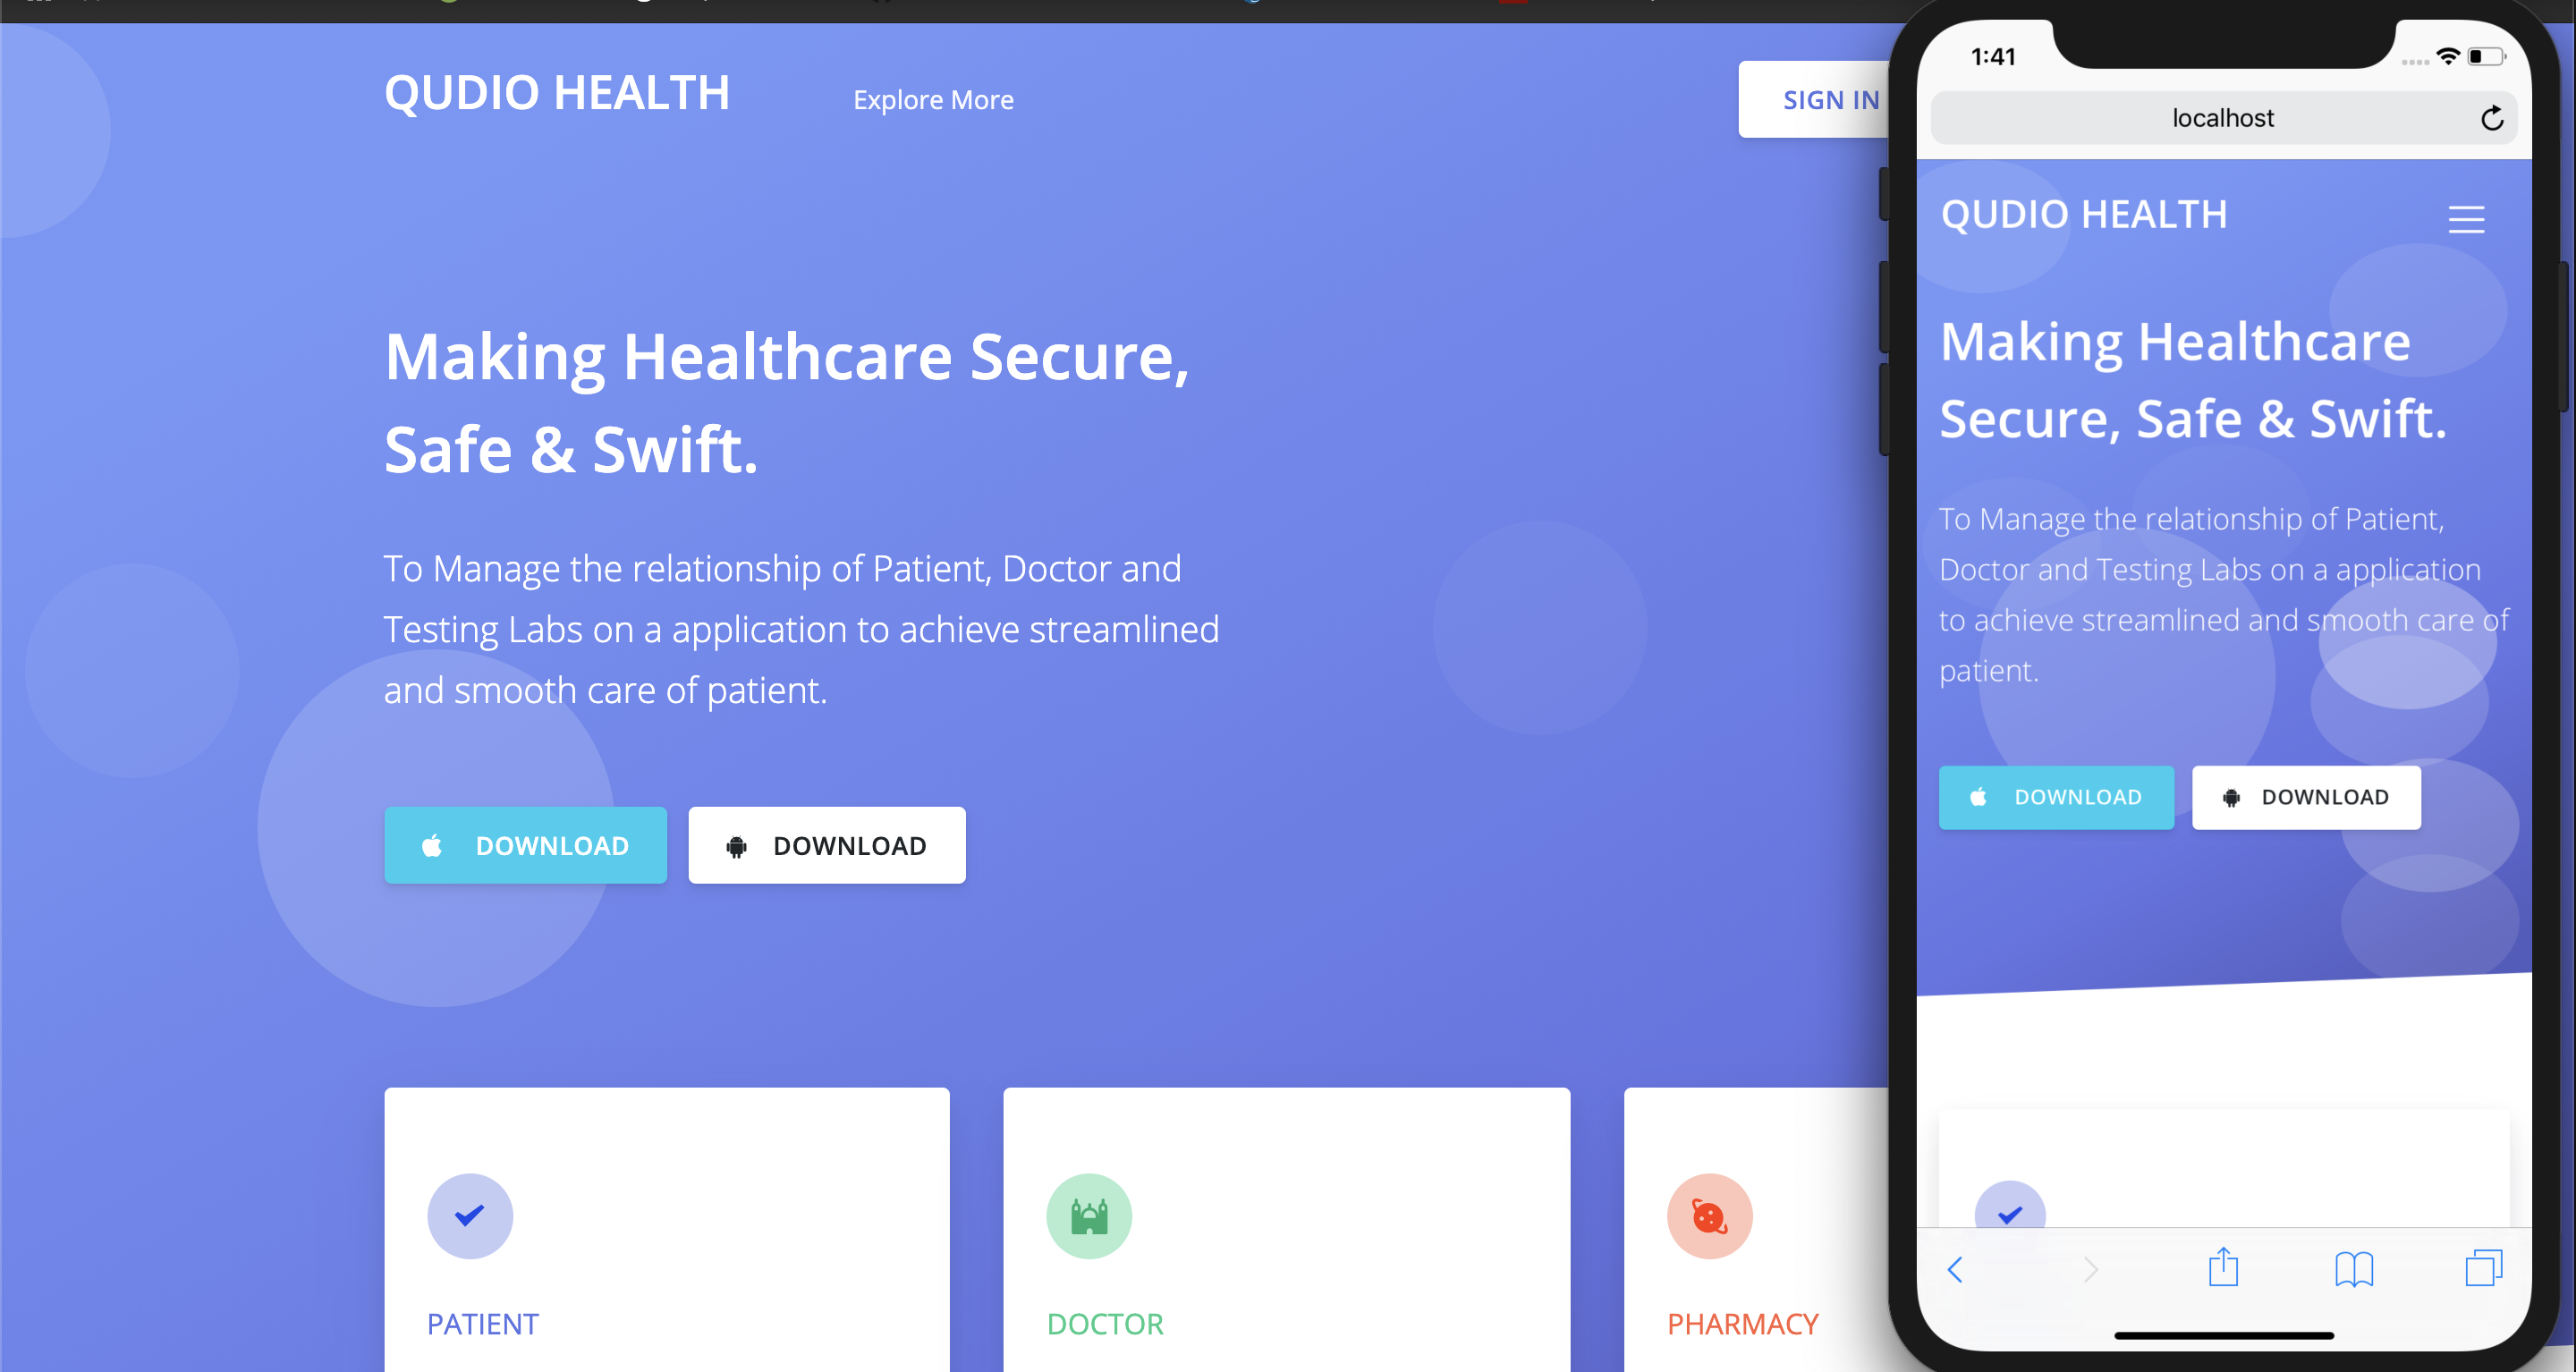 QUDIO HEALTH
Explore More
SIGN IN
Making Healthcare Secure,
Safe & Swift.
To Manage the relationship of Patient, Doctor and
Testing Labs on a application to achieve streamlined
and smooth care of patient.
DOWNLOAD
DOWNLOAD
PATIENT
DOCTOR
PHARMACY
1:41
localhost
QUDIO HEALTH
Making Healthcare
Secure, Safe & Swift.
To Manage the relationship of Patient,
Doctor and Testing Labs on a application
to achieve streamlined and smooth care of
patient.
DOWNLOAD
DOWNLOAD